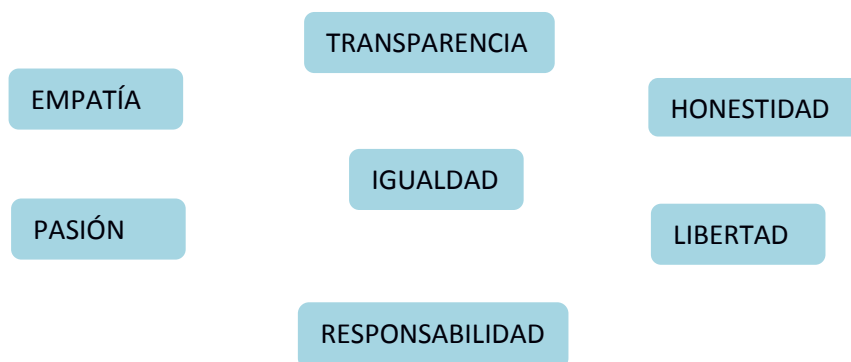 TRANSPARENCIA
EMPATÍA
HONESTIDAD
IGUALDAD
PASIÓN
LIBERTAD
RESPONSABILIDAD